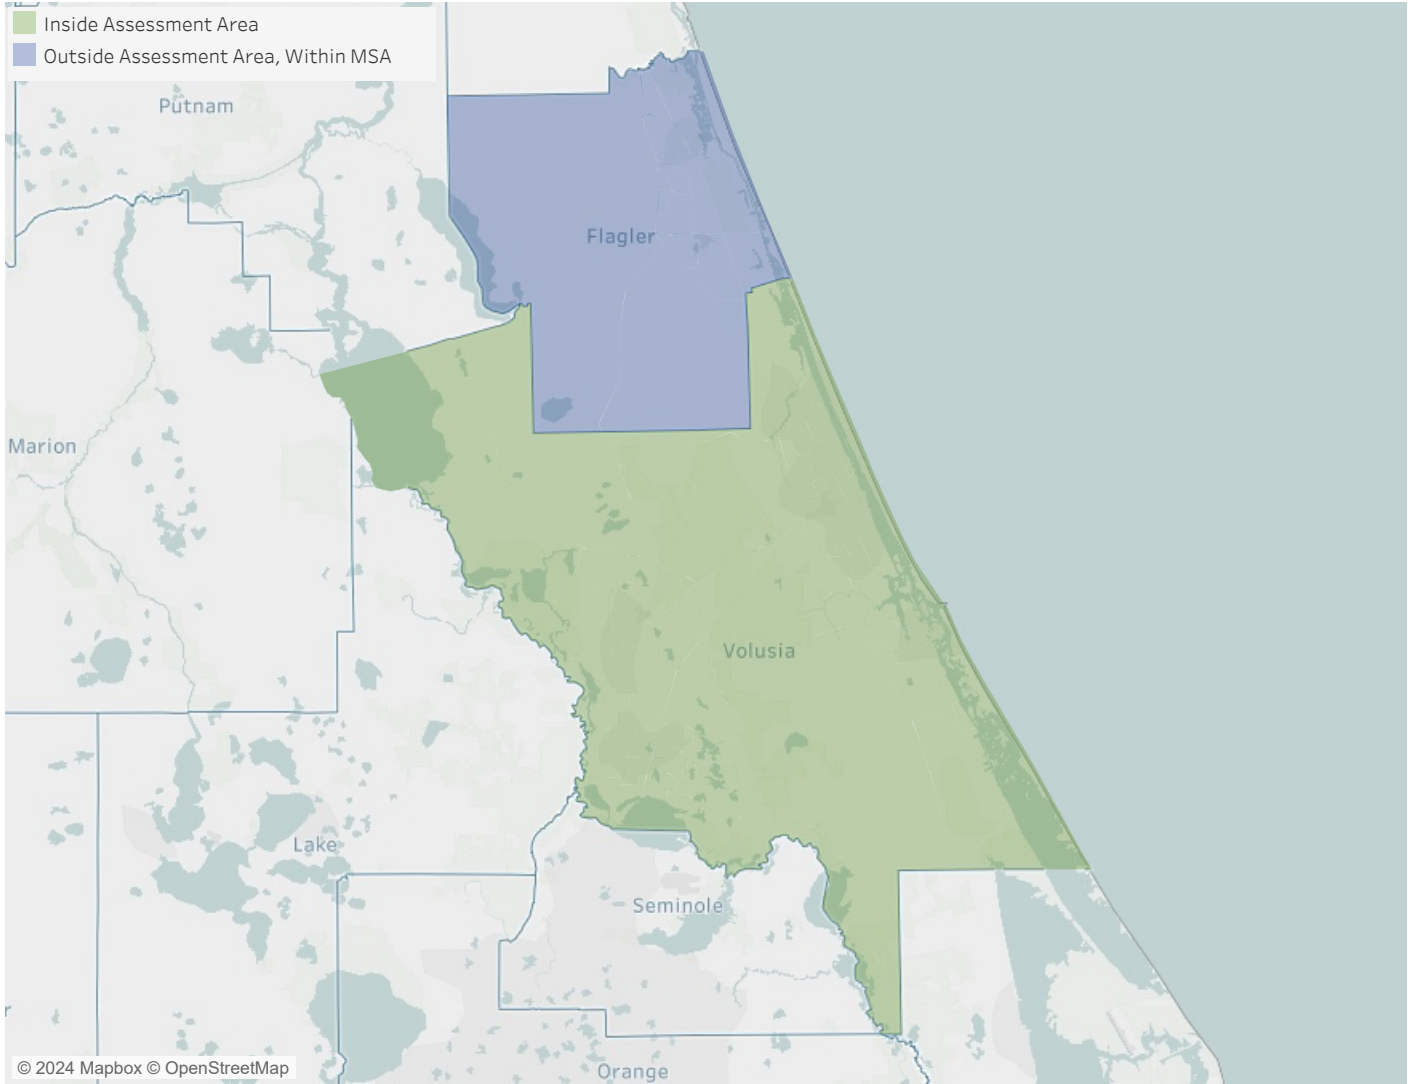 Inside Assessment Area
Outside Assessment Area, Within MSA
Putnam
Flagler
Marion
Volusia
Lake
Seminole
© 2024 Mapbox © OpenStreetMap
Orange